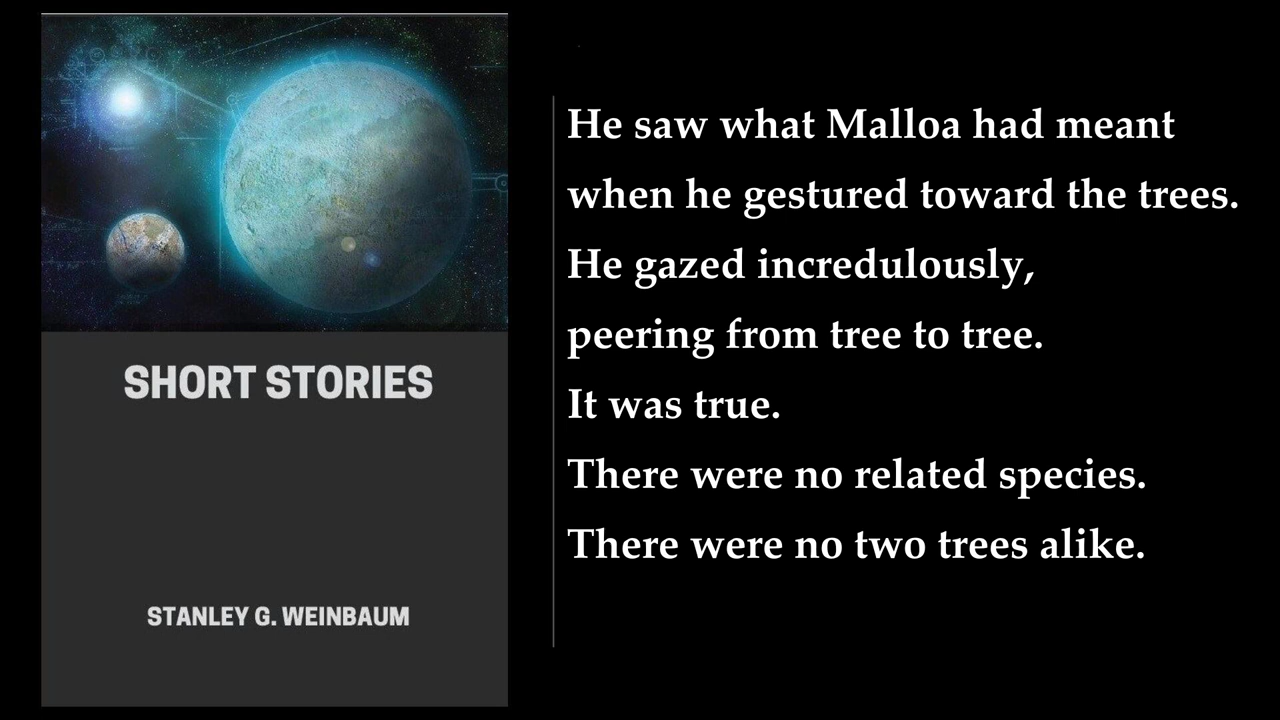 SHORT STORIES
STANLEY G. WEINBAUM
He saw what Malloa had meant
when he gestured toward the trees.
He gazed incredulously,
peering from tree to tree.
It was true.
There were no related species.
There were no two trees alike.